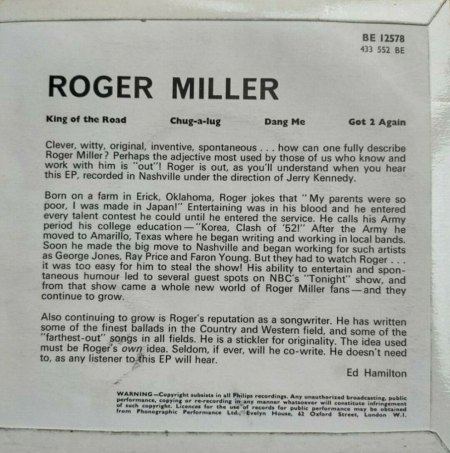 BE 12578
433 552 BE
ROGER MILLER
King of the Road Chug-a-lug Dang Me Got 2 Again
Clever, witty, original, inventive, spontaneous . . . how can one fully describe
Roger Miller? Perhaps the adjective most used by those of us who know and
work with him is "out"! Roger is out, as you'll understand when you hear
this EP, recorded in Nashville under the direction of Jerry Kennedy.
Born on a farm in Erick, Oklahoma, Roger jokes that "My parents were so
poor, I was made in Japan!" Entertaining was in his blood and he entered
every talent contest he could until he entered the service. He calls his Army
period his college education—"Korea, Clash of '52!" After the Army he
moved to Amarillo, Texas where he began writing and working in local bands.
Soon he made the big move to Nashville and began working for such artists
as George Jones, Ray Price and Faron Young. But they had to watch Roger . . .
it was too easy for him to steal the show! His ability to entertain and spon-
taneous humour led to several guest spots on NBC's "Tonight" show, and
from that show came a whole new world of Roger Miller fans—and they
continue to grow.
Also continuing to grow is Roger's reputation as a songwriter. He has written
some of the finest ballads in the Country and Western field, and some of the
"farthest-out" songs in all fields. He is a stickler for originality. The idea used
must be Roger's own idea. Seldom, if ever, will he co-write. He doesn't need
to, as any listener to this EP will hear.
Ed Hamilton
WARNING—Copyright subsists in all Philips recordings. Any unauthorized broadcasting, public
performance, copying or re-recording in any manner whatsoever will constitute infringement
of such copyright. Licences for the use of records for public performance may be obtained
from Phonographic Performance Ltd., Evelyn House, 62 Oxford Street, London W.I.